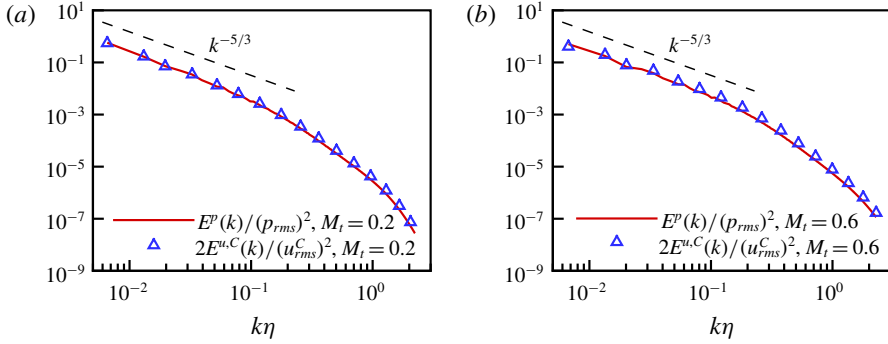 (a)
10^1
10^-1
10^-3
10^-5
10^-7
10^-9
k^-5/3
E^p(k)/(p_rms)^2, M_t = 0.2
2E^u,C(k)/(u^C_rms)^2, M_t = 0.2
10^-2 10^-1 10^0
kη
(b)
10^1
10^-1
10^-3
10^-5
10^-7
10^-9
k^-5/3
E^p(k)/(p_rms)^2, M_t = 0.6
2E^u,C(k)/(u^C_rms)^2, M_t = 0.6
10^-2 10^-1 10^0
kη